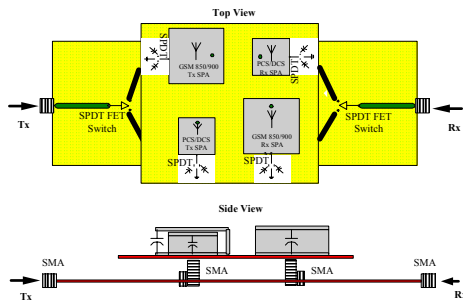 Top View
SPDT
GSM 850/900
Tx SPA
PCS/DCS
Rx SPA
SPDT
Tx
SPDT FET
Switch
PCS/DCS
Tx SPA
SPDT
GSM 850/900
Rx SPA
SPDT
SPDT FET
Switch
Rx
Side View
SMA
SMA
SMA
SMA
Tx
R